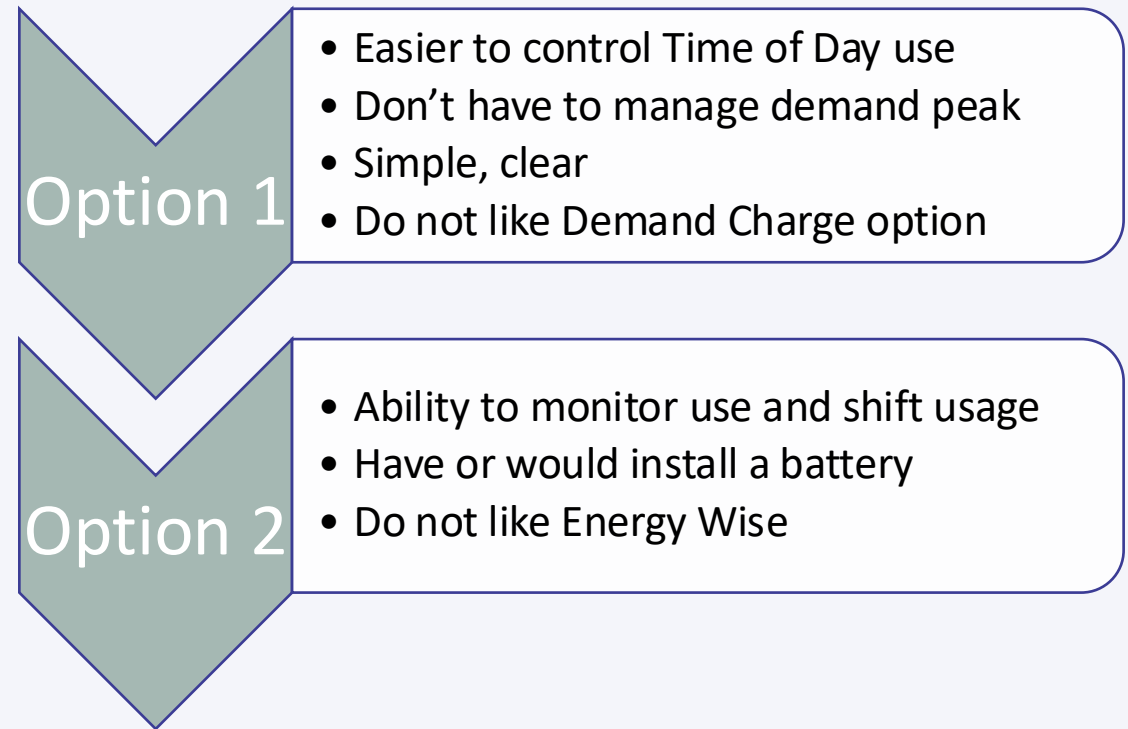 Option 1
• Easier to control Time of Day use
• Don’t have to manage demand peak
• Simple, clear
• Do not like Demand Charge option
Option 2
• Ability to monitor use and shift usage
• Have or would install a battery
• Do not like Energy Wise